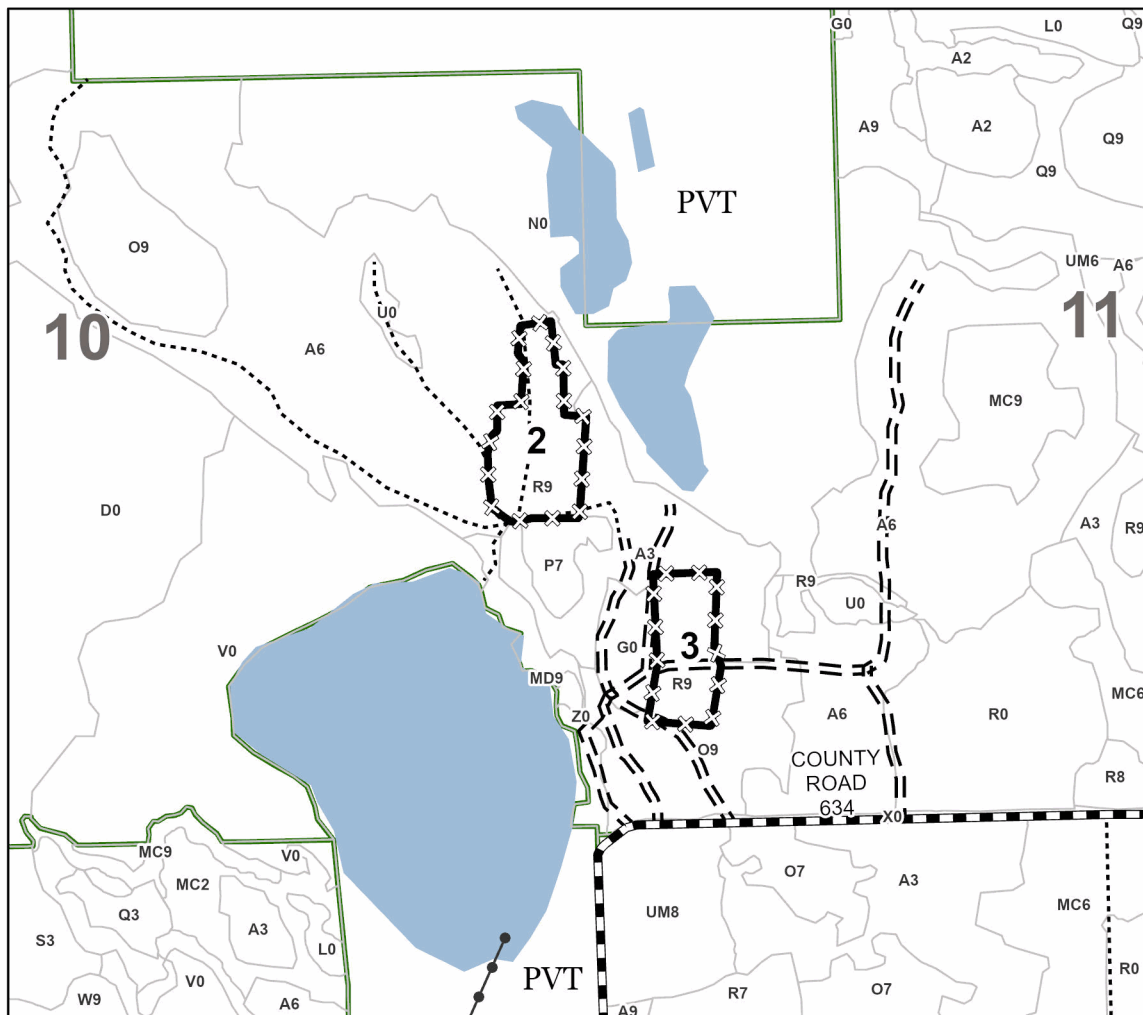 G0
L0
Q9
A2
A9
A2
Q9
Q9
PVT
N0
O9
UM6
A6
10
U0
11
A6
MC9
2
R9
D0
A6
A3
R9
P7
A3
R9
U0
G0
3
V0
MD9
R9
MC6
Z0
A6
R0
O9
COUNTY
ROAD
634
R8
X0
MC9
V0
MC2
O7
A3
Q3
A3
UM8
MC6
S3
L0
PVT
R0
V0
W9
A6
R7
O7
A9